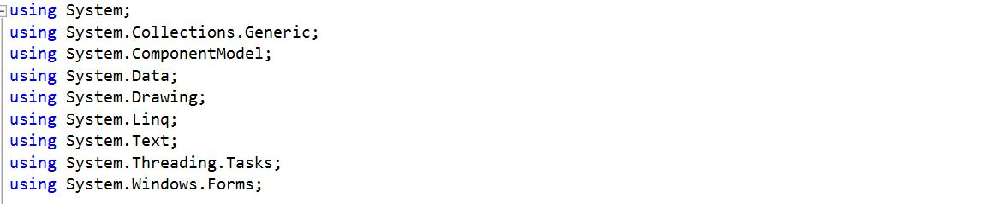 using System;
using System.Collections.Generic;
using System.ComponentModel;
using System.Data;
using System.Drawing;
using System.Linq;
using System.Text;
using System.Threading.Tasks;
using System.Windows.Forms;